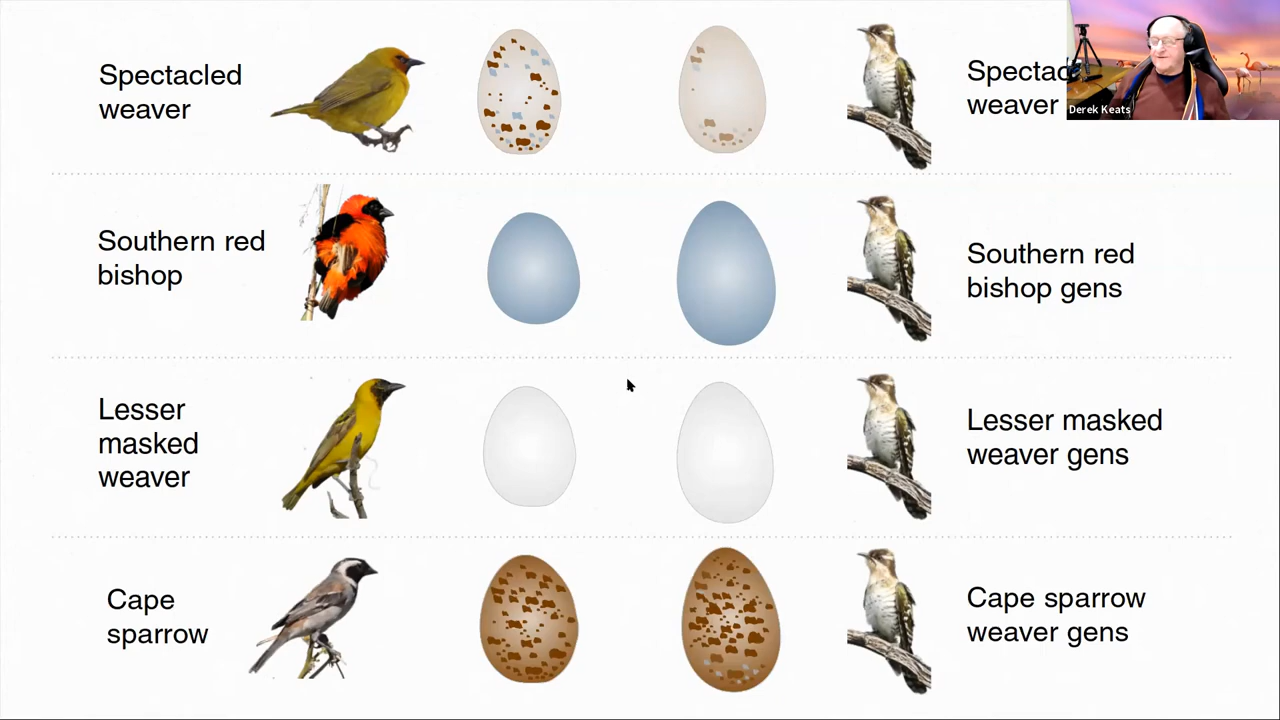 Spectacled
weaver
weaver
Derek Keats
Southern red
bishop
Southern red
bishop gens
Lesser
masked
weaver
Lesser masked
weaver gens
Cape
sparrow
Cape sparrow
weaver gens